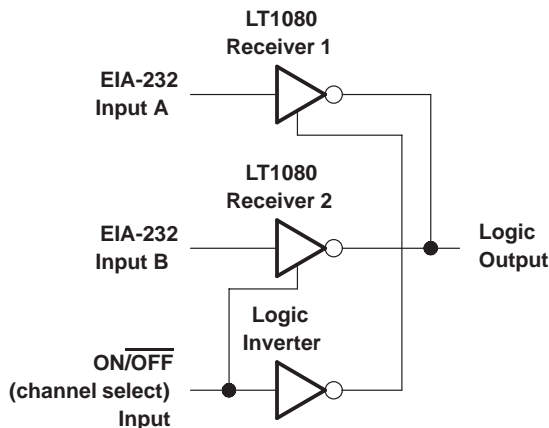 LT1080
Receiver 1
EIA-232
Input A
LT1080
Receiver 2
EIA-232
Input B
Logic
Output
Logic
Inverter
ON/OFF
(channel select)
Input